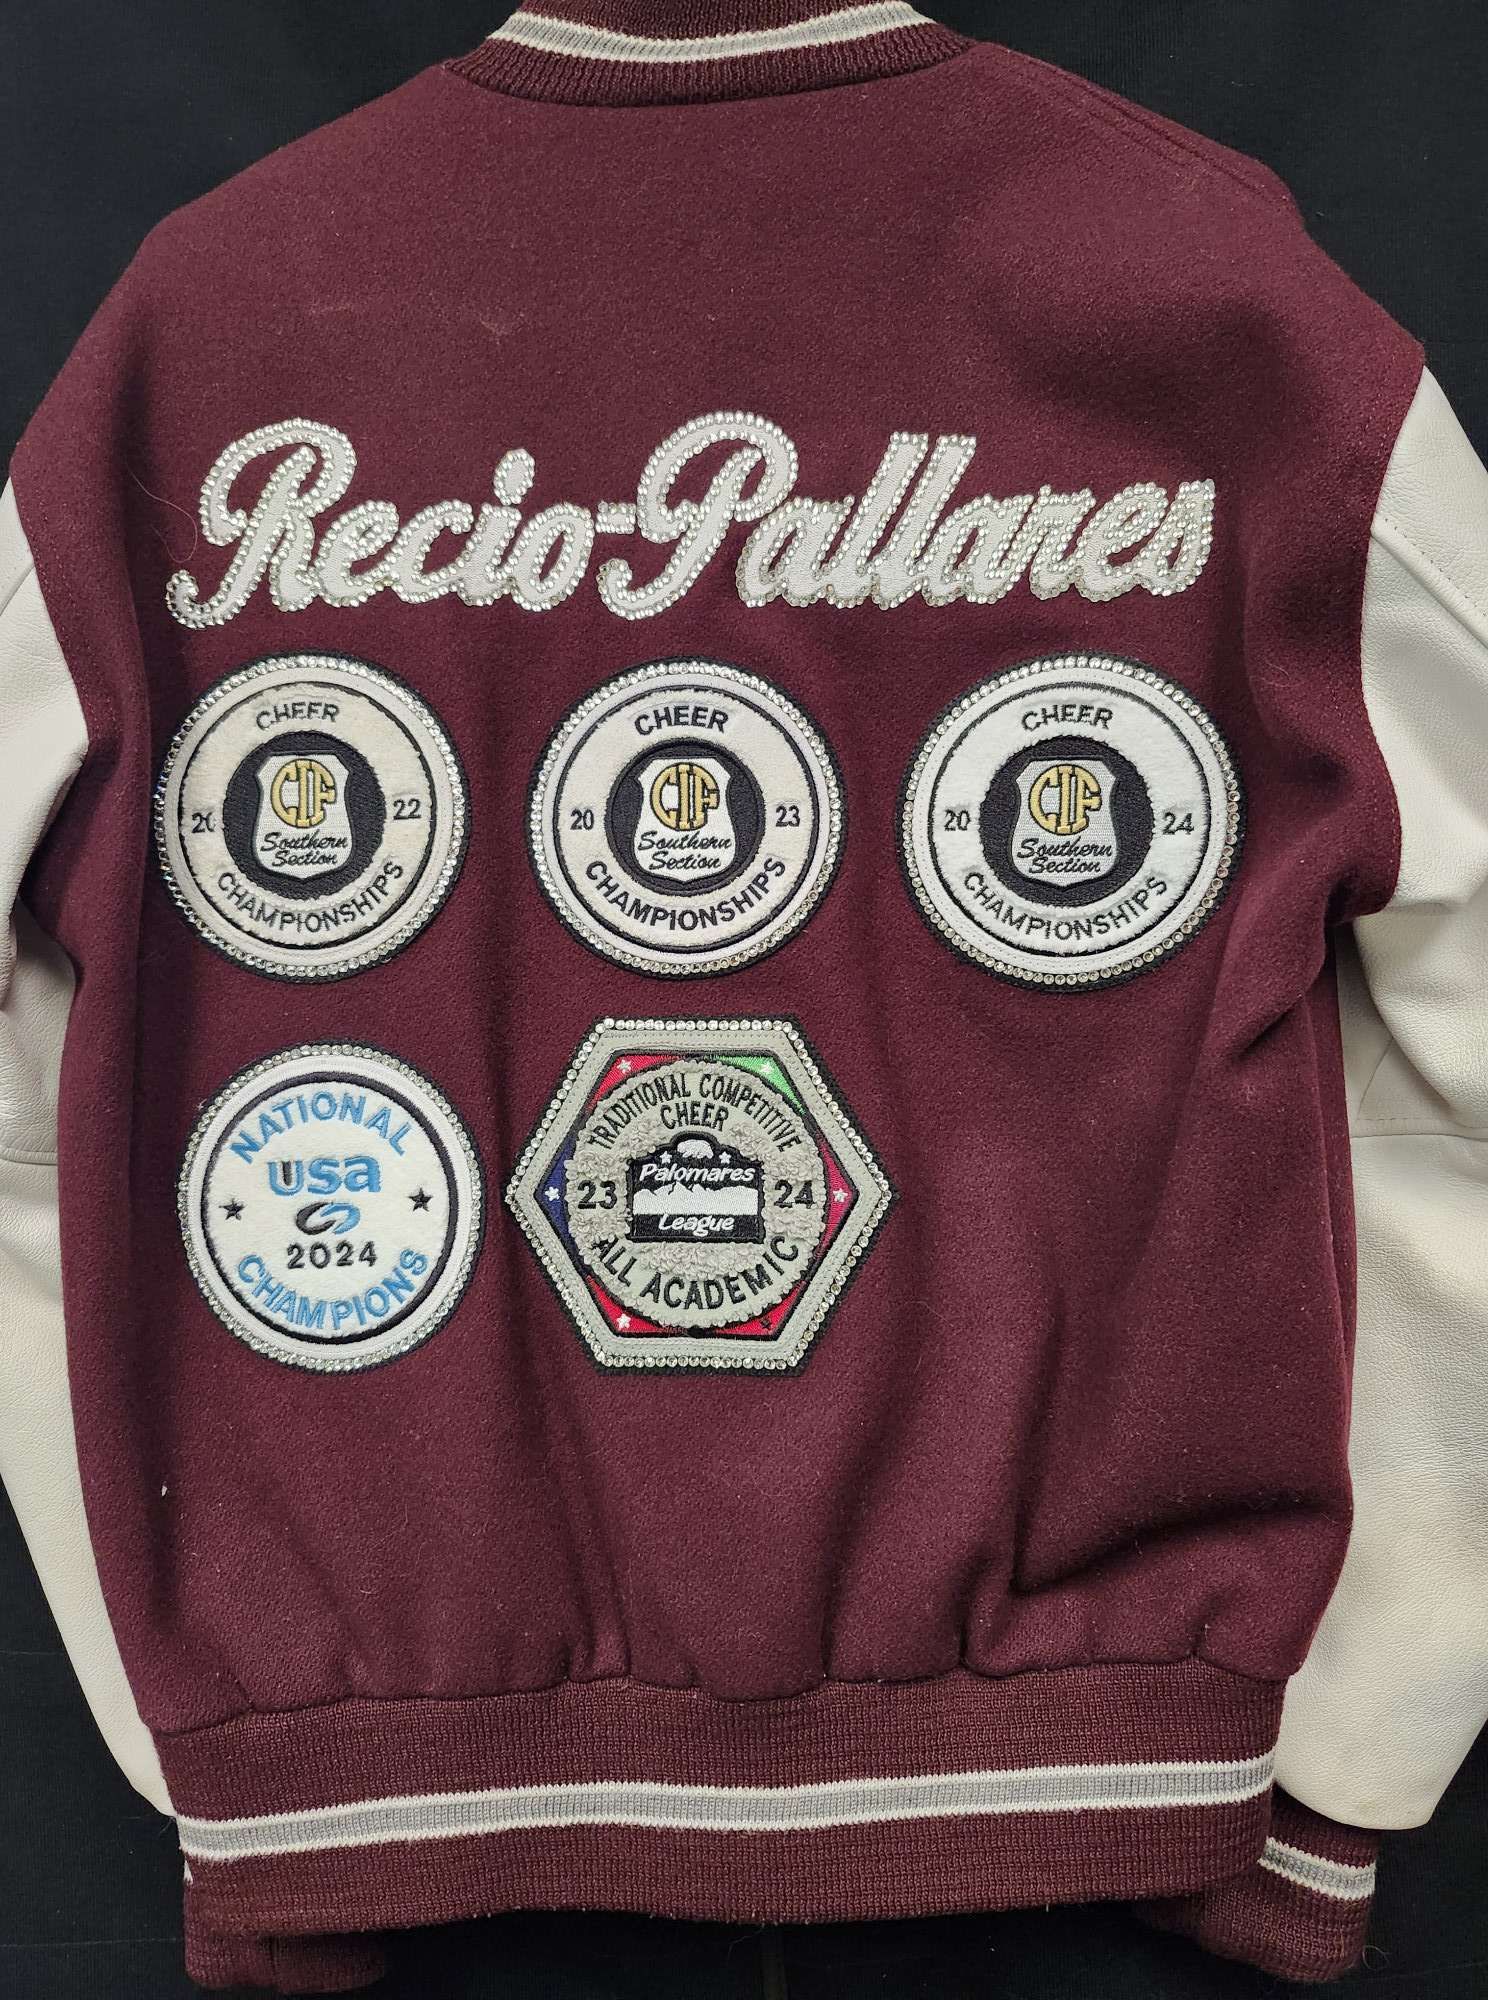 Recio-Pallares
CHEER
20 22
CIF
Southern
Section
CHAMPIONSHIPS
CHEER
20 23
CIF
Southern
Section
CHAMPIONSHIPS
CHEER
20 24
CIF
Southern
Section
CHAMPIONSHIPS
NATIONAL
usa
2024
CHAMPIONS
TRADITIONAL COMPETITIVE
CHEER
Palomares
23 24
League
ALL ACADEMIC